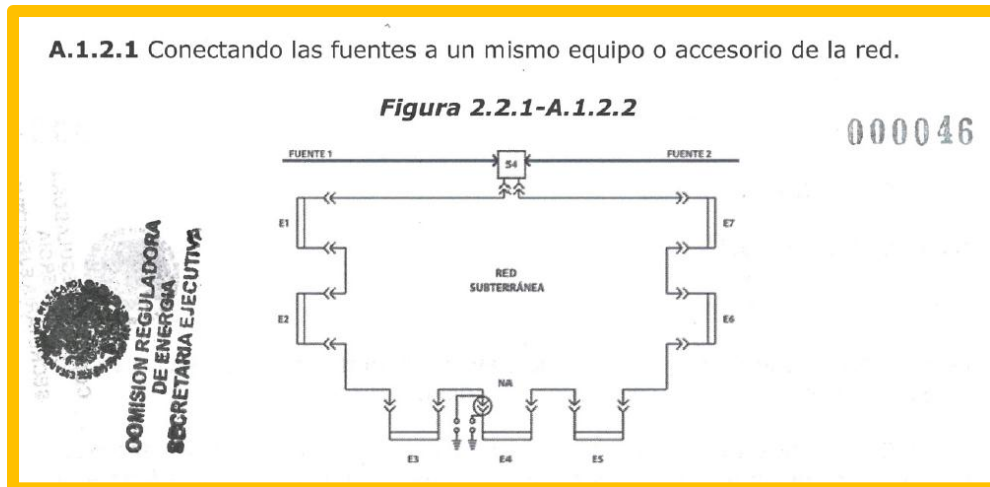 A.1.2.1 Conectando las fuentes a un mismo equipo o accesorio de la red.
Figura 2.2.1-A.1.2.2
000046
FUENTE 1
S4
FUENTE 2
E1
E7
RED
SUBTERRÁNEA
E2
E6
NA
E3
E4
E5
COMISION REGULADORA
DE ENERGIA
SECRETARIA EJECUTIVA